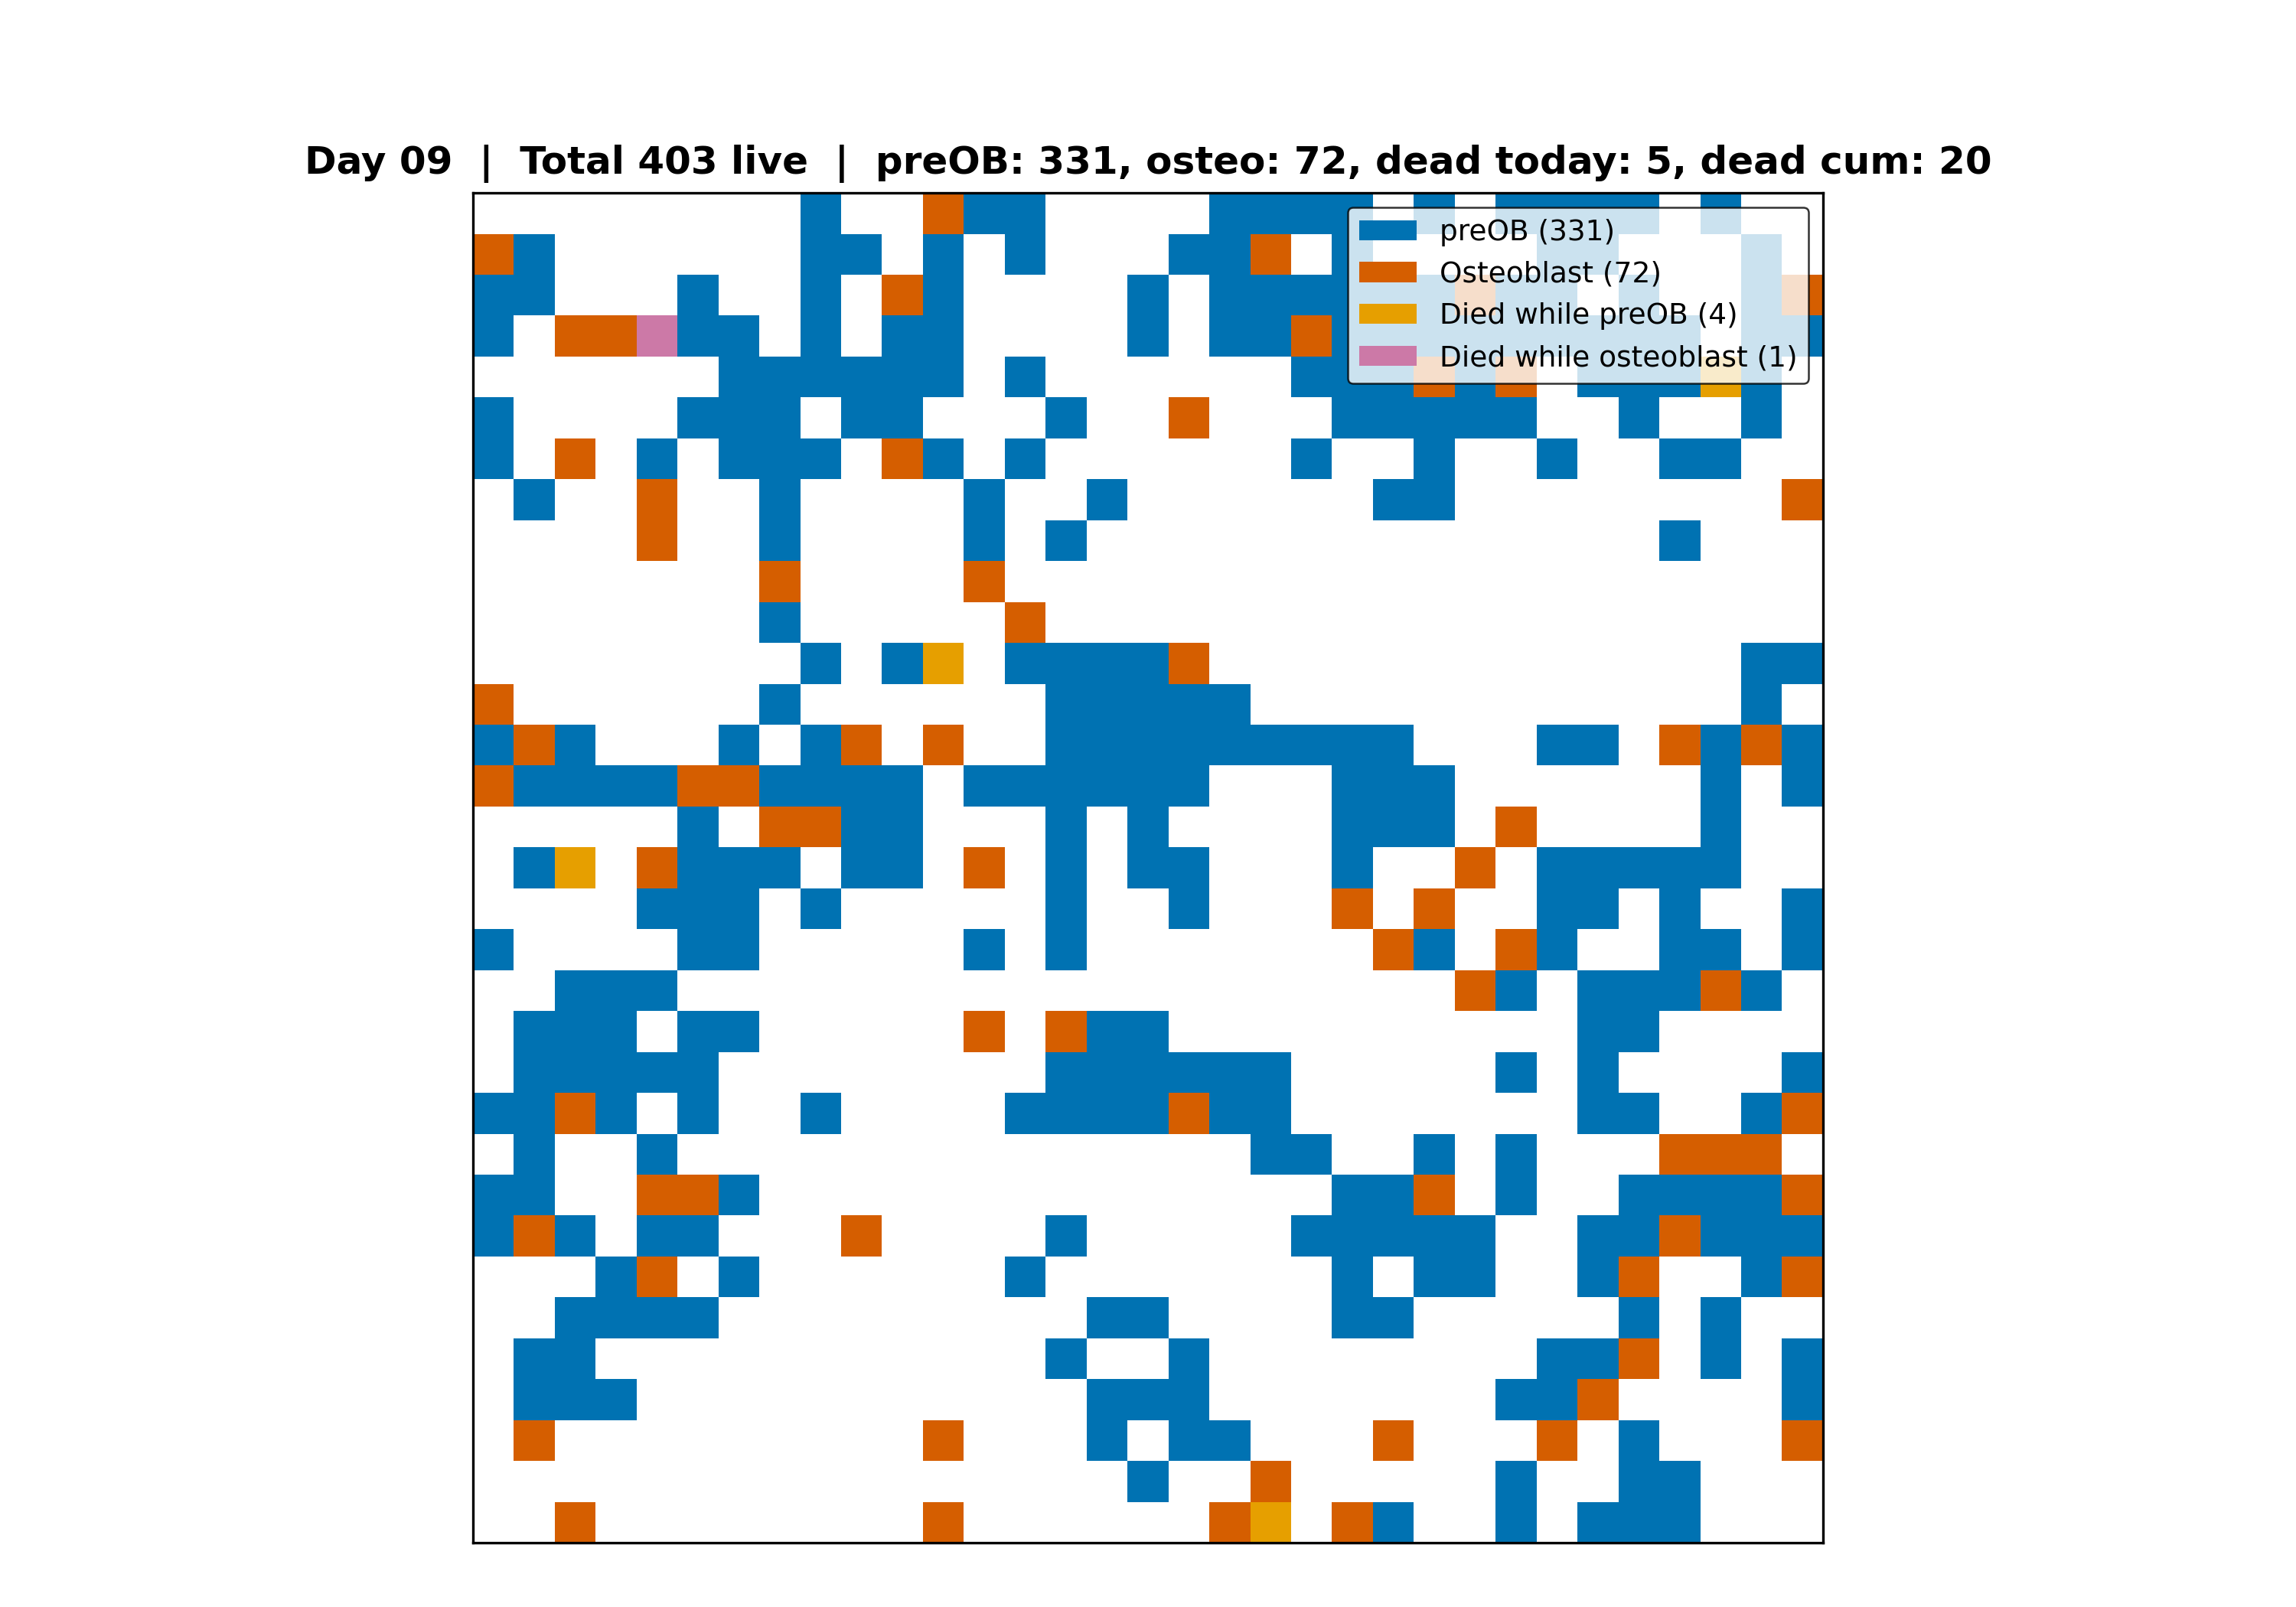 Day 09 | Total 403 live | preOB: 331, osteo: 72, dead today: 5, dead cum: 20
preOB (331)
Osteoblast (72)
Died while preOB (4)
Died while osteoblast (1)